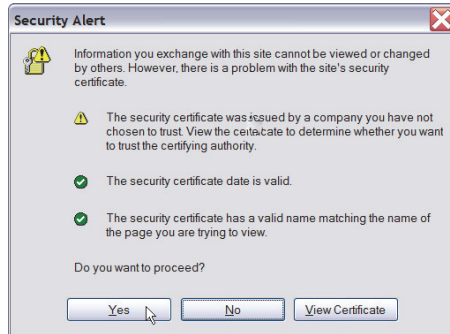 Security Alert
Information you exchange with this site cannot be viewed or changed
by others. However, there is a problem with the site's security
certificate.
The security certificate was issued by a company you have not
chosen to trust. View the certificate to determine whether you want
to trust the certifying authority.
The security certificate date is valid.
The security certificate has a valid name matching the name of
the page you are trying to view.
Do you want to proceed?
Yes No View Certificate